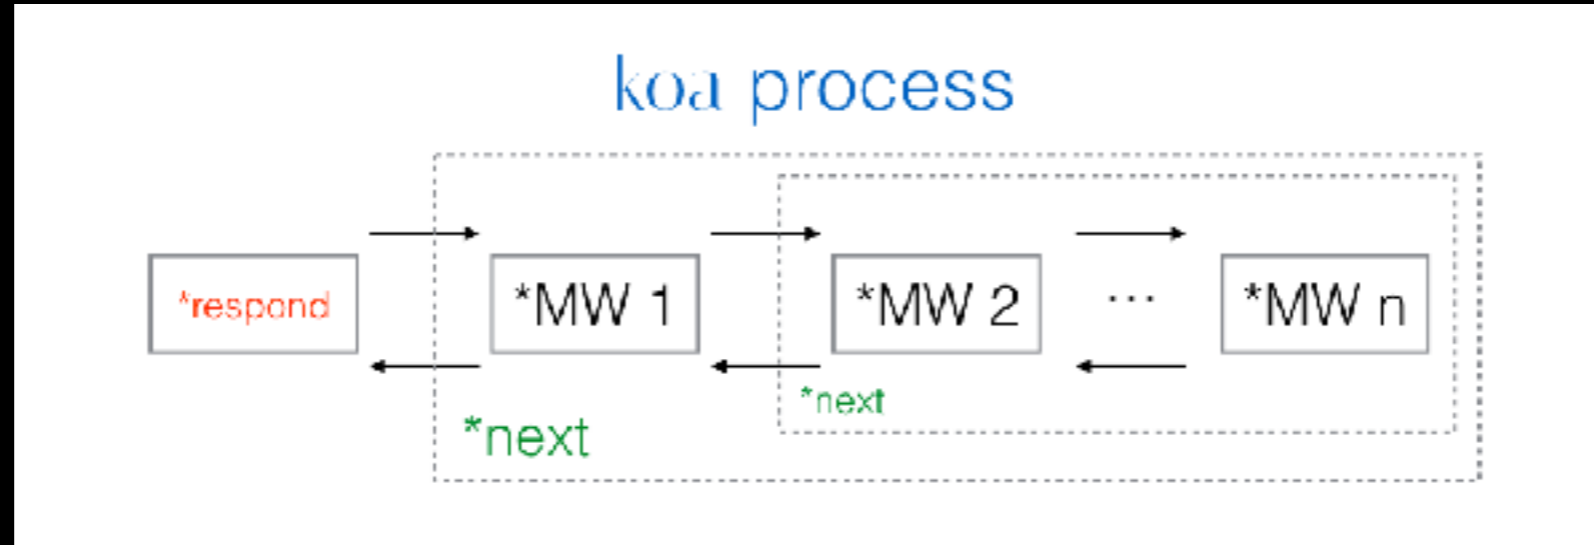 koa process
*respond
*MW 1
*MW 2
...
*MW n
*next
*next